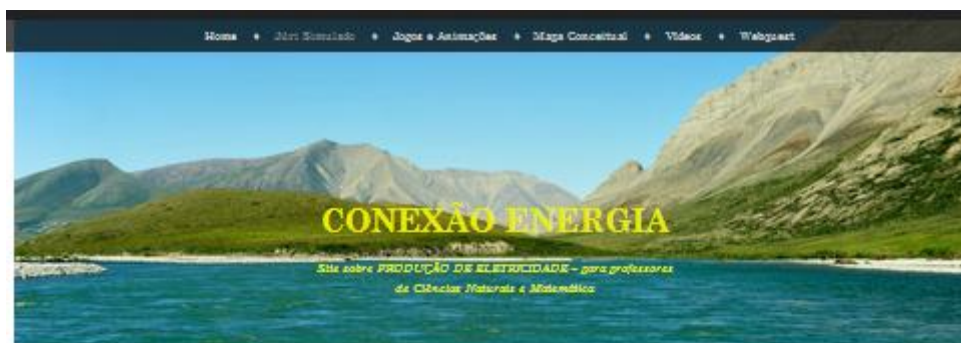 Home ♦ Júri Simulado ♦ Jogos e Animações ♦ Mapa Conceitual ♦ Vídeos ♦ Webquest
CONEXÃO ENERGIA
Site sobre PRODUÇÃO DE ELETRICIDADE – para professores
de Ciências Naturais e Matemática